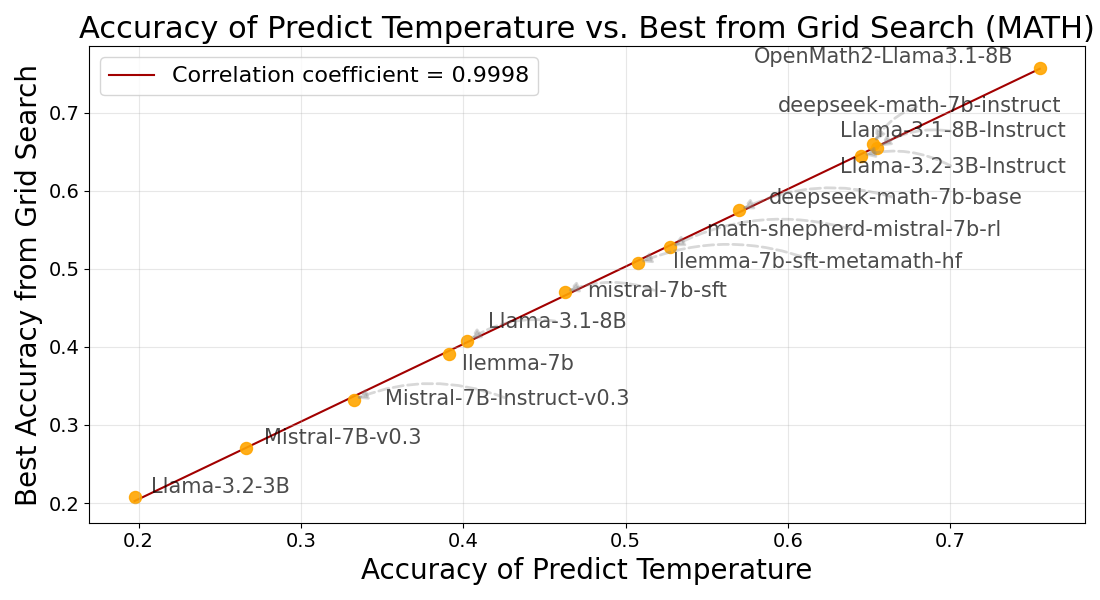 Accuracy of Predict Temperature vs. Best from Grid Search (MATH)
Correlation coefficient = 0.9998
OpenMath2-Llama3.1-8B
deepseek-math-7b-instruct
Llama-3.1-8B-Instruct
Llama-3.2-3B-Instruct
deepseek-math-7b-base
math-shepherd-mistral-7b-rl
llemma-7b-sft-metamath-hf
mistral-7b-sft
Llama-3.1-8B
llemma-7b
Mistral-7B-Instruct-v0.3
Mistral-7B-v0.3
Llama-3.2-3B
Best Accuracy from Grid Search
0.7
0.6
0.5
0.4
0.3
0.2
0.2 0.3 0.4 0.5 0.6 0.7
Accuracy of Predict Temperature